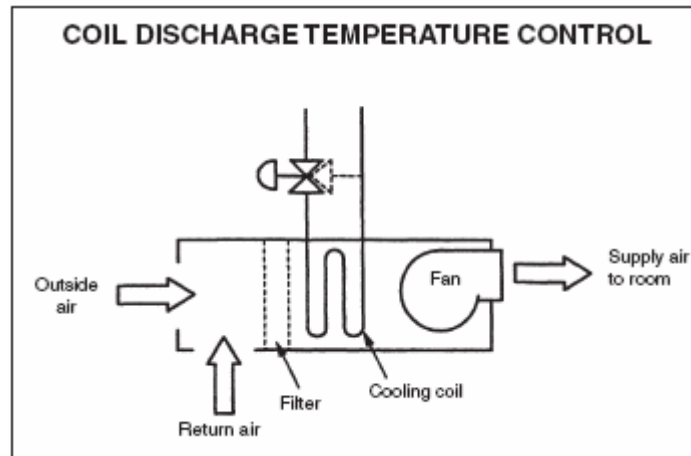 COIL DISCHARGE TEMPERATURE CONTROL
Outside
air
Fan
Supply air
to room
Filter
Cooling coil
Return air